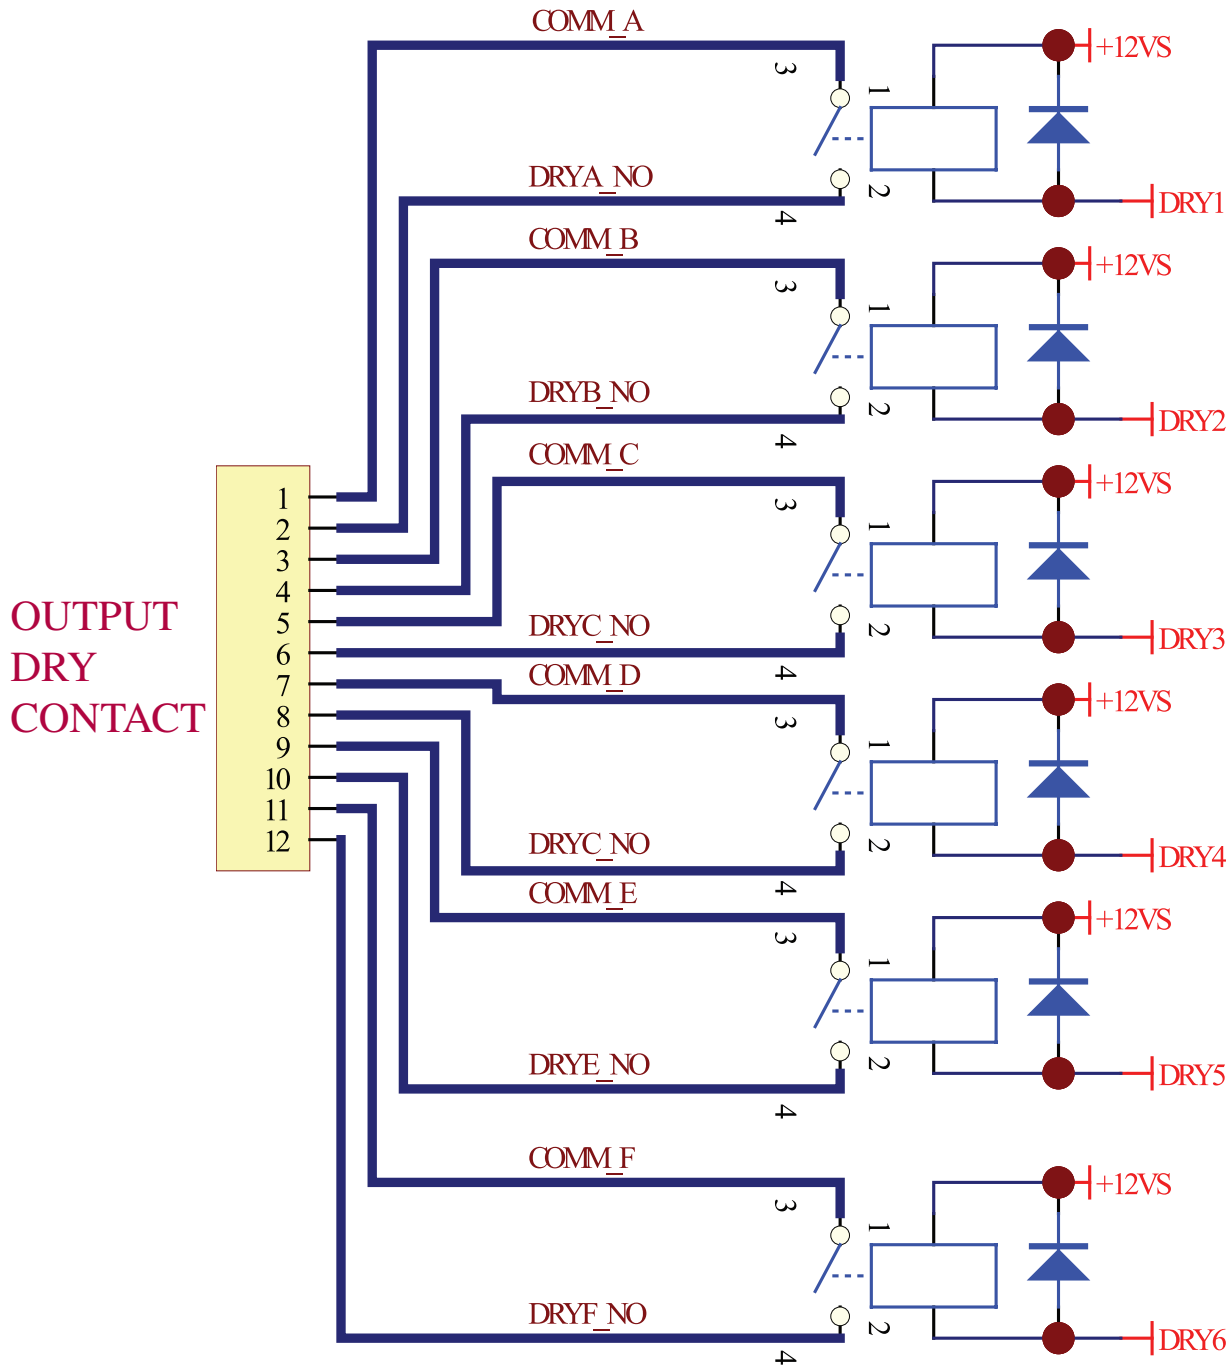 COMM_A
3
1
+12VS
DRYA_NO
4
2
DRY1
COMM_B
3
1
+12VS
DRYB_NO
4
2
DRY2
COMM_C
3
1
+12VS
DRYC_NO
4
2
DRY3
COMM_D
3
1
+12VS
DRYC_NO
4
2
DRY4
COMM_E
3
1
+12VS
DRYE_NO
4
2
DRY5
COMM_F
3
1
+12VS
DRYF_NO
4
2
DRY6
OUTPUT
DRY
CONTACT
1
2
3
4
5
6
7
8
9
10
11
12